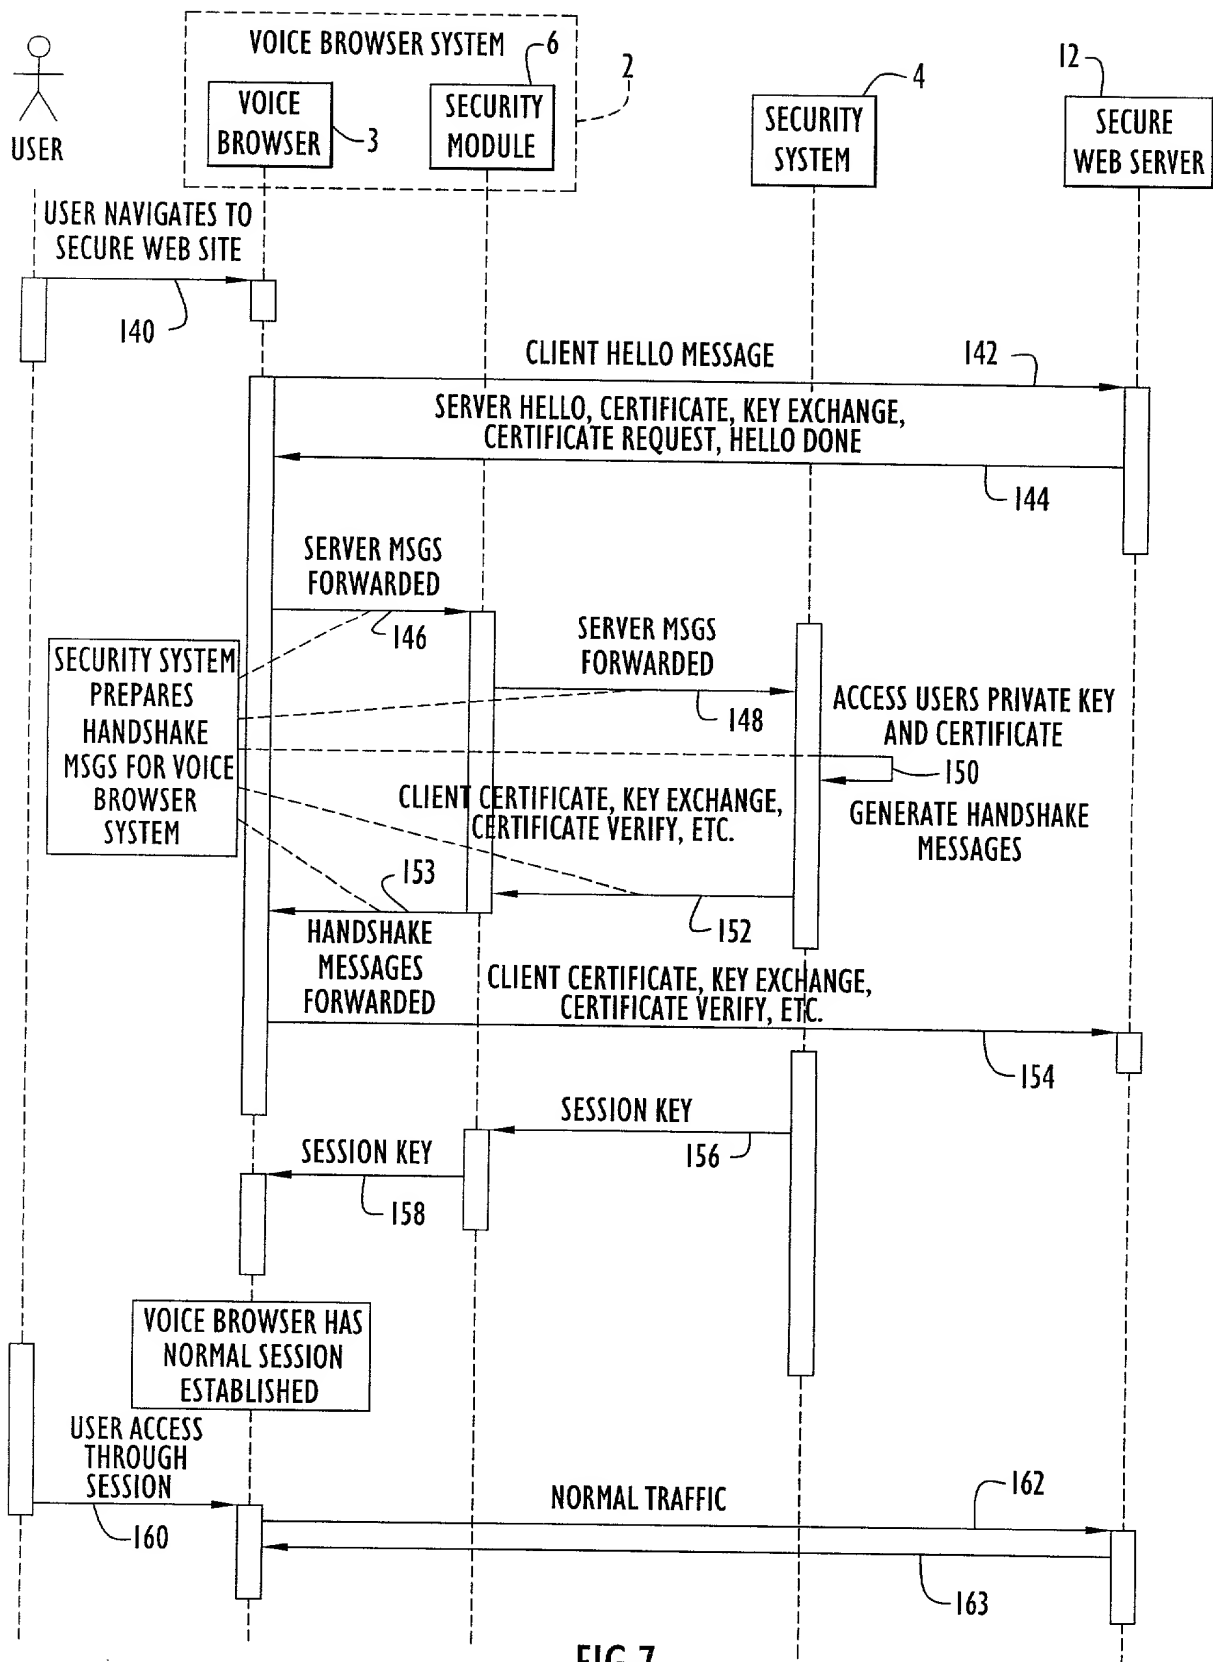 VOICE BROWSER SYSTEM
6
2
VOICE
BROWSER
3
SECURITY
MODULE
4
SECURITY
SYSTEM
12
SECURE
WEB SERVER
USER
USER NAVIGATES TO
SECURE WEB SITE
140
CLIENT HELLO MESSAGE
142
SERVER HELLO, CERTIFICATE, KEY EXCHANGE,
CERTIFICATE REQUEST, HELLO DONE
144
SERVER MSGS
FORWARDED
146
SERVER MSGS
FORWARDED
148
SECURITY SYSTEM
PREPARES
HANDSHAKE
MSGS FOR VOICE
BROWSER
SYSTEM
ACCESS USERS PRIVATE KEY
AND CERTIFICATE
150
GENERATE HANDSHAKE
MESSAGES
CLIENT CERTIFICATE, KEY EXCHANGE,
CERTIFICATE VERIFY, ETC.
153
152
HANDSHAKE
MESSAGES
FORWARDED
CLIENT CERTIFICATE, KEY EXCHANGE,
CERTIFICATE VERIFY, ETC.
154
SESSION KEY
156
SESSION KEY
158
VOICE BROWSER HAS
NORMAL SESSION
ESTABLISHED
USER ACCESS
THROUGH
SESSION
160
NORMAL TRAFFIC
162
163
FIG.7